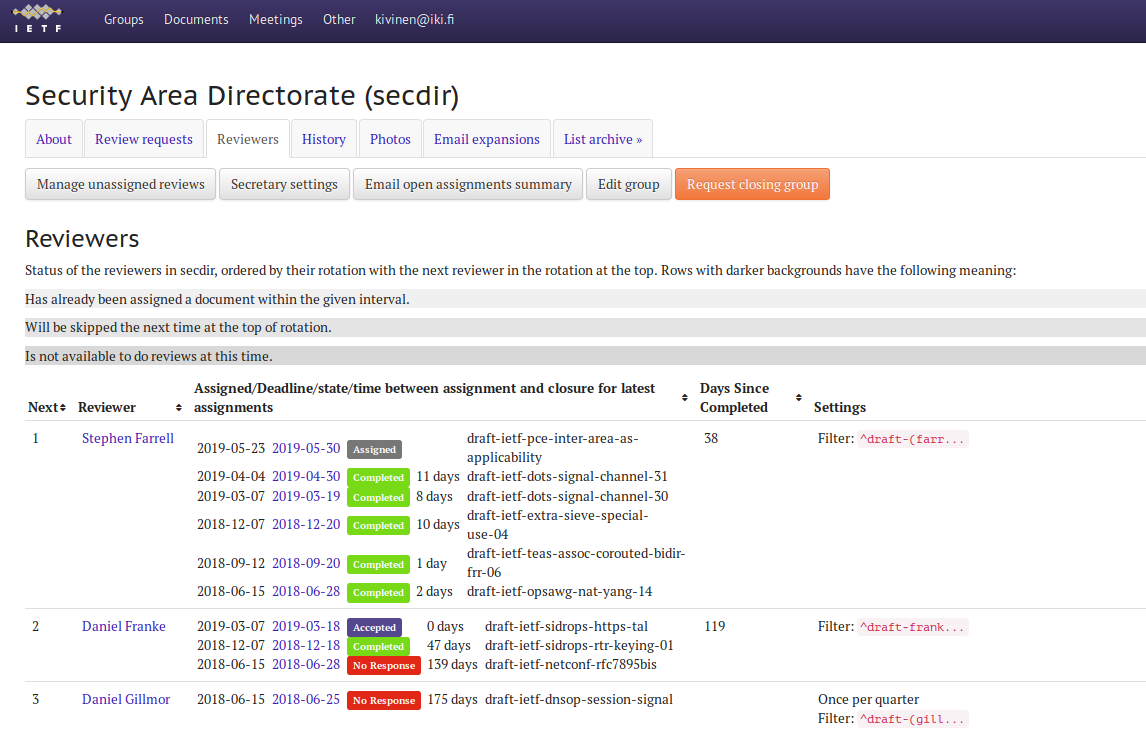 IETF Groups Documents Meetings Other kivinen@iki.fi
Security Area Directorate (secdir)
About Review requests Reviewers History Photos Email expansions List archive »
Manage unassigned reviews Secretary settings Email open assignments summary Edit group Request closing group
Reviewers
Status of the reviewers in secdir, ordered by their rotation with the next reviewer in the rotation at the top. Rows with darker backgrounds have the following meaning:
Has already been assigned a document within the given interval.
Will be skipped the next time at the top of rotation.
Is not available to do reviews at this time.
Assigned/Deadline/state/time between assignment and closure for latest Days Since
Next Reviewer assignments Completed Settings
1 Stephen Farrell 2019-05-23 2019-05-30 Assigned draft-ietf-pce-inter-area-as- 38 Filter: ^draft-(farr...
applicability
2019-04-04 2019-04-30 Completed 11 days draft-ietf-dots-signal-channel-31
2019-03-07 2019-03-19 Completed 8 days draft-ietf-dots-signal-channel-30
2018-12-07 2018-12-20 Completed 10 days draft-ietf-extra-sieve-special-
use-04
2018-09-12 2018-09-20 Completed 1 day draft-ietf-teas-assoc-corouted-bidir-
frr-06
2018-06-15 2018-06-28 Completed 2 days draft-ietf-opsawg-nat-yang-14
2 Daniel Franke 2019-03-07 2019-03-18 Accepted 0 days draft-ietf-sidrops-https-tal 119 Filter: ^draft-frank...
2018-12-07 2018-12-18 Completed 47 days draft-ietf-sidrops-rtr-keying-01
2018-06-15 2018-06-28 No Response 139 days draft-ietf-netconf-rfc7895bis
3 Daniel Gillmor 2018-06-15 2018-06-25 No Response 175 days draft-ietf-dnsop-session-signal Once per quarter
Filter: ^draft-(gill...